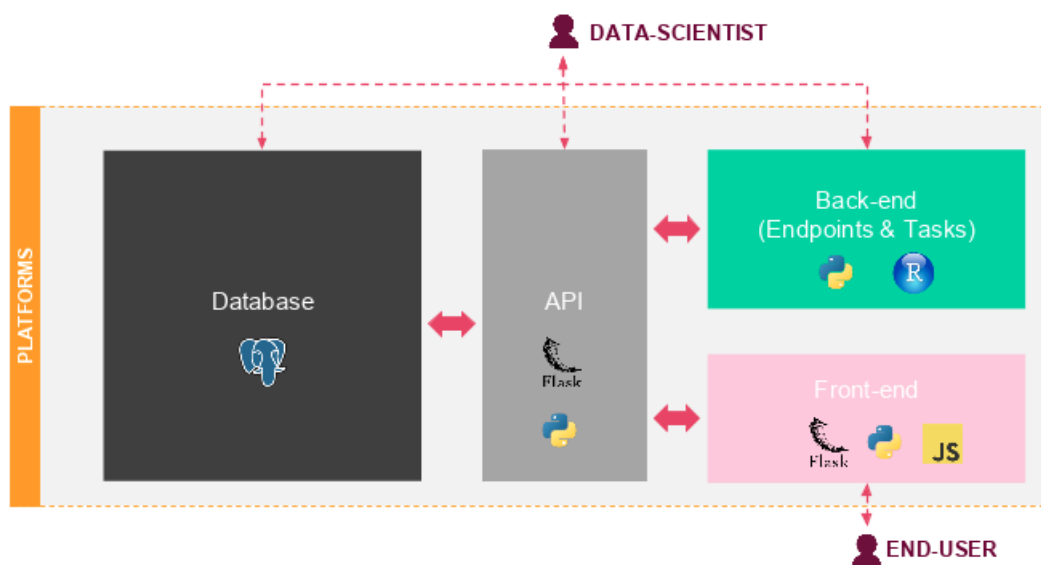 DATA-SCIENTIST
PLATFORMS
Database
API
Flask
Back-end
(Endpoints & Tasks)
R
Front-end
Flask
JS
END-USER